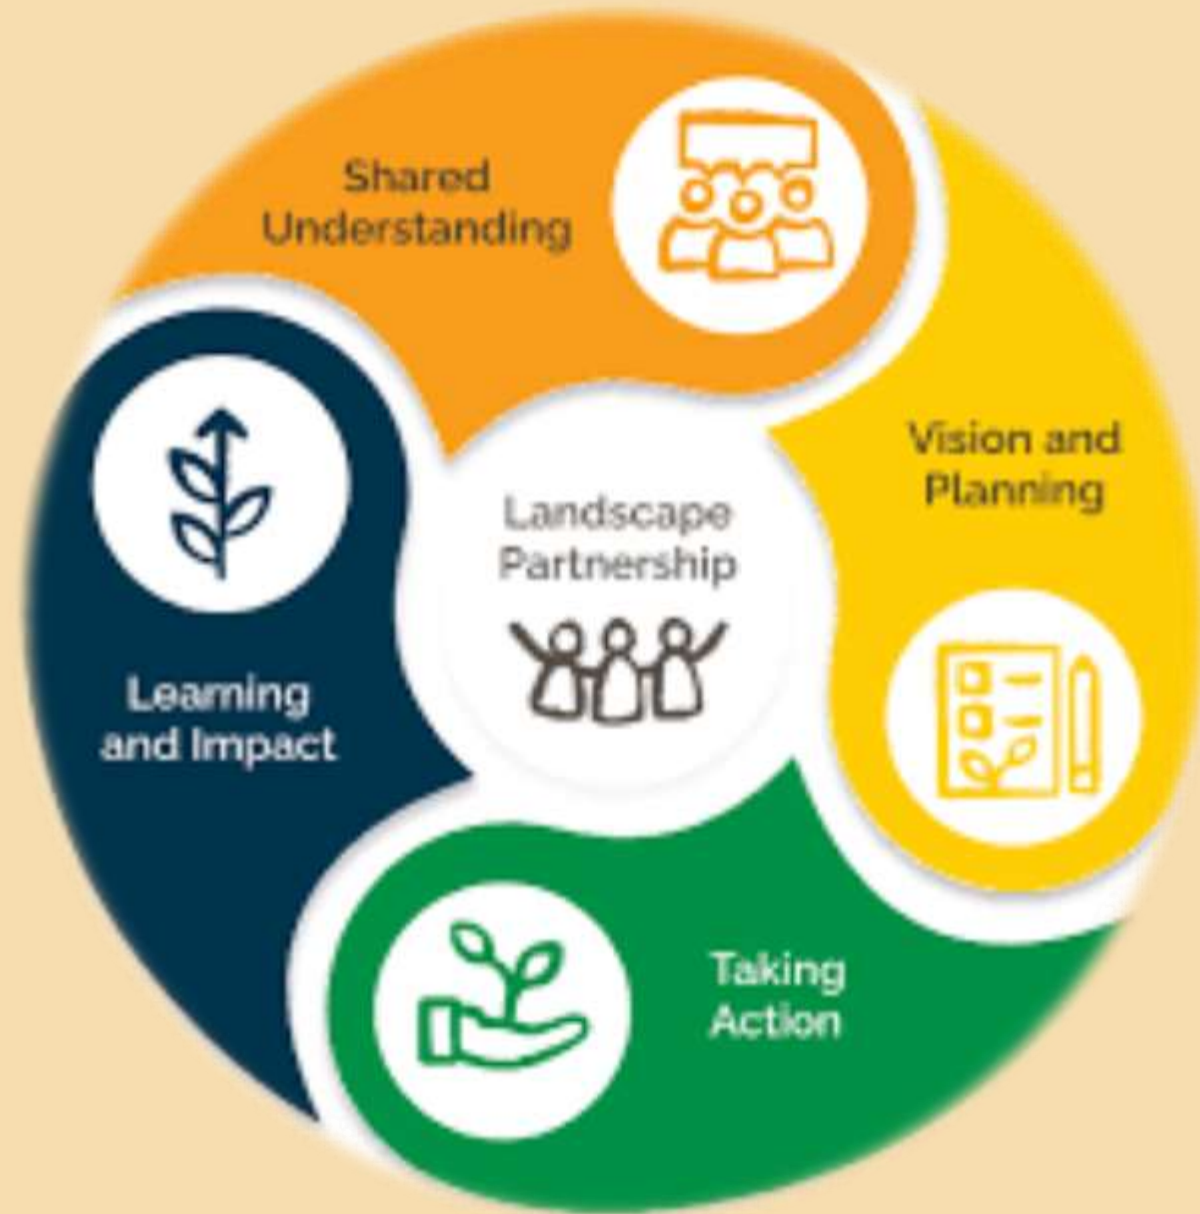 Shared
Understanding
Vision and
Planning
Landscape
Partnership
Learning
and Impact
Taking
Action